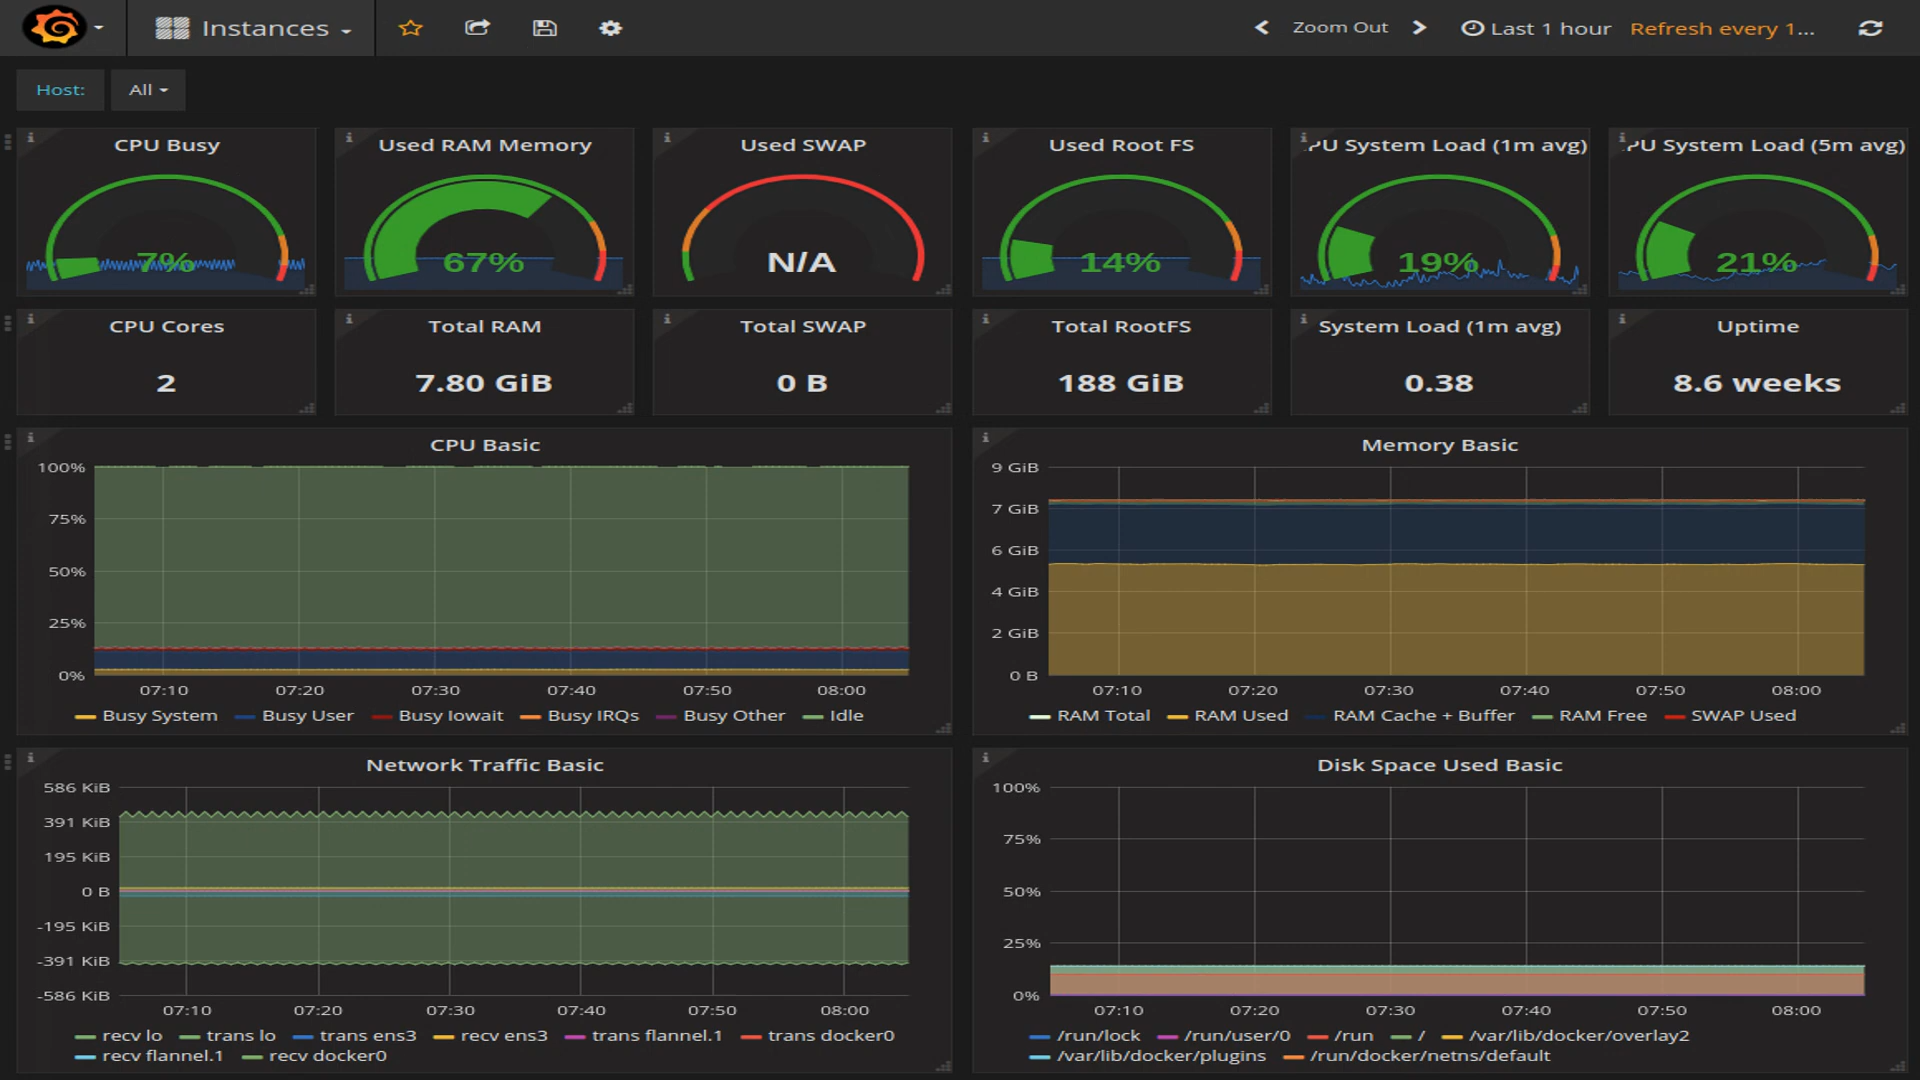 Instances
Zoom Out
Last 1 hour
Refresh every 1...
Host:
All
CPU Busy
7%
Used RAM Memory
67%
Used SWAP
N/A
Used Root FS
14%
PU System Load (1m avg)
19%
PU System Load (5m avg)
21%
CPU Cores
2
Total RAM
7.80 GiB
Total SWAP
0 B
Total RootFS
188 GiB
System Load (1m avg)
0.38
Uptime
8.6 weeks
CPU Basic
100%
75%
50%
25%
0%
07:10 07:20 07:30 07:40 07:50 08:00
Busy System Busy User Busy Iowait Busy IRQs Busy Other Idle
Memory Basic
9 GiB
7 GiB
6 GiB
4 GiB
2 GiB
0 B
07:10 07:20 07:30 07:40 07:50 08:00
RAM Total RAM Used RAM Cache + Buffer RAM Free SWAP Used
Network Traffic Basic
586 KiB
391 KiB
195 KiB
0 B
-195 KiB
-391 KiB
-586 KiB
07:10 07:20 07:30 07:40 07:50 08:00
recv lo trans lo trans ens3 recv ens3 trans flannel.1 trans docker0
recv flannel.1 recv docker0
Disk Space Used Basic
100%
75%
50%
25%
0%
07:10 07:20 07:30 07:40 07:50 08:00
/run/lock /run/user/0 /run / /var/lib/docker/overlay2
/var/lib/docker/plugins /run/docker/netns/default